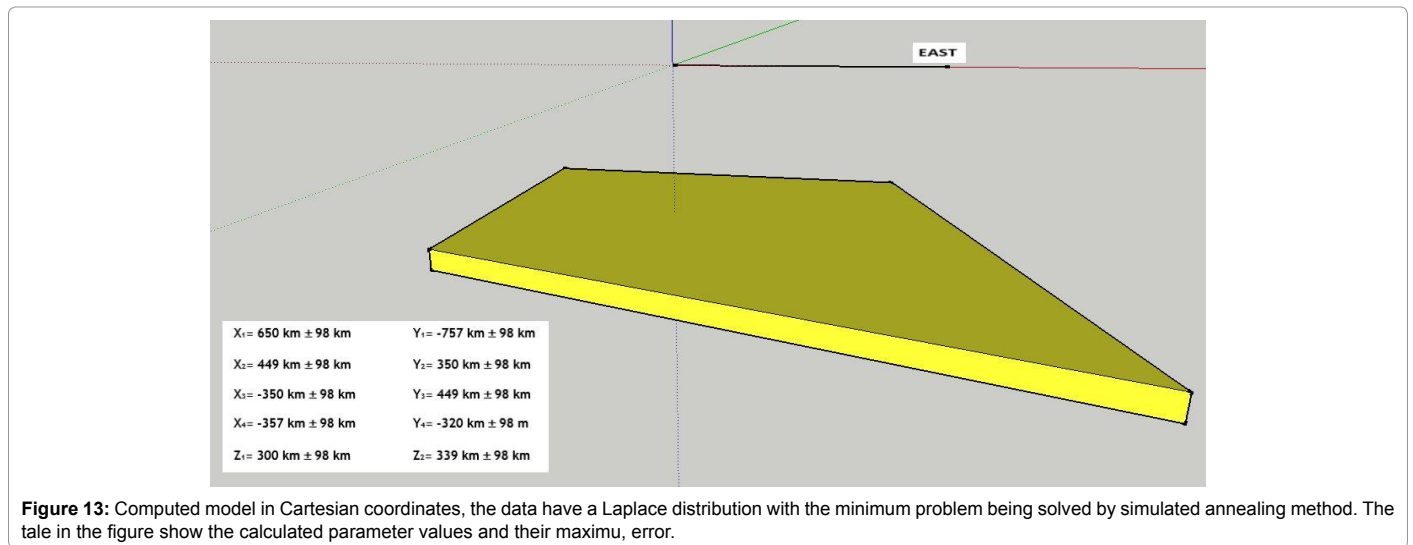 EAST
X₁= 650 km ± 98 km Y₁= -757 km ± 98 km
X₂= 449 km ± 98 km Y₂= 350 km ± 98 km
X₃= -350 km ± 98 km Y₃= 449 km ± 98 km
X₄= -357 km ± 98 km Y₄= -320 km ± 98 m
Z₁= 300 km ± 98 km Z₂= 339 km ± 98 km
Figure 13: Computed model in Cartesian coordinates, the data have a Laplace distribution with the minimum problem being solved by simulated annealing method. The
tale in the figure show the calculated parameter values and their maximu, error.